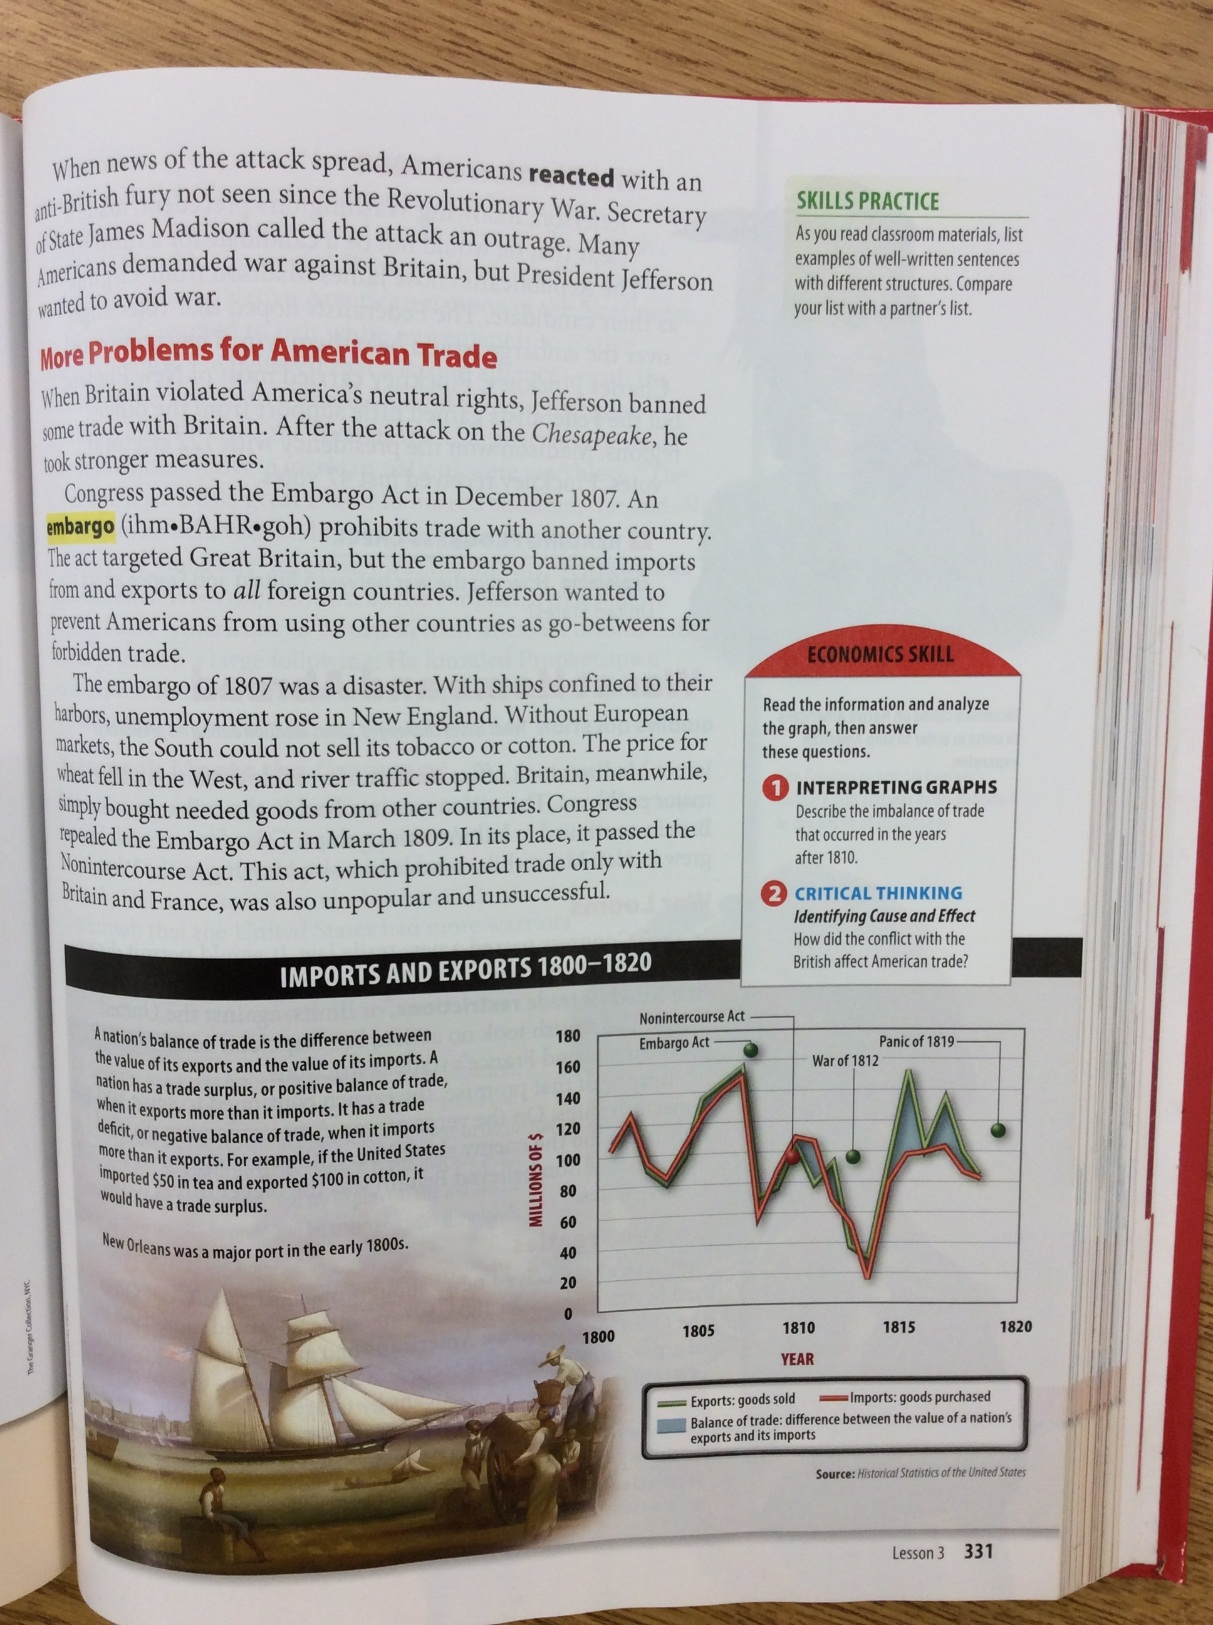 When news of the attack spread, Americans reacted with an
anti-British fury not seen since the Revolutionary War. Secretary
of State James Madison called the attack an outrage. Many
Americans demanded war against Britain, but President Jefferson
wanted to avoid war.
More Problems for American Trade
When Britain violated America's neutral rights, Jefferson banned
some trade with Britain. After the attack on the Chesapeake, he
took stronger measures.
Congress passed the Embargo Act in December 1807. An
embargo (ihm•BAHR•goh) prohibits trade with another country.
The act targeted Great Britain, but the embargo banned imports
from and exports to all foreign countries. Jefferson wanted to
prevent Americans from using other countries as go-betweens for
forbidden trade.
The embargo of 1807 was a disaster. With ships confined to their
harbors, unemployment rose in New England. Without European
markets, the South could not sell its tobacco or cotton. The price for
wheat fell in the West, and river traffic stopped. Britain, meanwhile,
simply bought needed goods from other countries. Congress
repealed the Embargo Act in March 1809. In its place, it passed the
Nonintercourse Act. This act, which prohibited trade only with
Britain and France, was also unpopular and unsuccessful.
SKILLS PRACTICE
As you read classroom materials, list
examples of well-written sentences
with different structures. Compare
your list with a partner's list.
ECONOMICS SKILL
Read the information and analyze
the graph, then answer
these questions.
1 INTERPRETING GRAPHS
Describe the imbalance of trade
that occurred in the years
after 1810.
2 CRITICAL THINKING
Identifying Cause and Effect
How did the conflict with the
British affect American trade?
IMPORTS AND EXPORTS 1800–1820
A nation's balance of trade is the difference between
the value of its exports and the value of its imports. A
nation has a trade surplus, or positive balance of trade,
when it exports more than it imports. It has a trade
deficit, or negative balance of trade, when it imports
more than it exports. For example, if the United States
imported $50 in tea and exported $100 in cotton, it
would have a trade surplus.
New Orleans was a major port in the early 1800s.
MILLIONS OF $
180
160
140
120
100
80
60
40
20
0
Nonintercourse Act
Embargo Act
War of 1812
Panic of 1819
1800 1805 1810 1815 1820
YEAR
Exports: goods sold Imports: goods purchased
Balance of trade: difference between the value of a nation's
exports and its imports
Source: Historical Statistics of the United States
The Granger Collection, NYC
Lesson 3 331